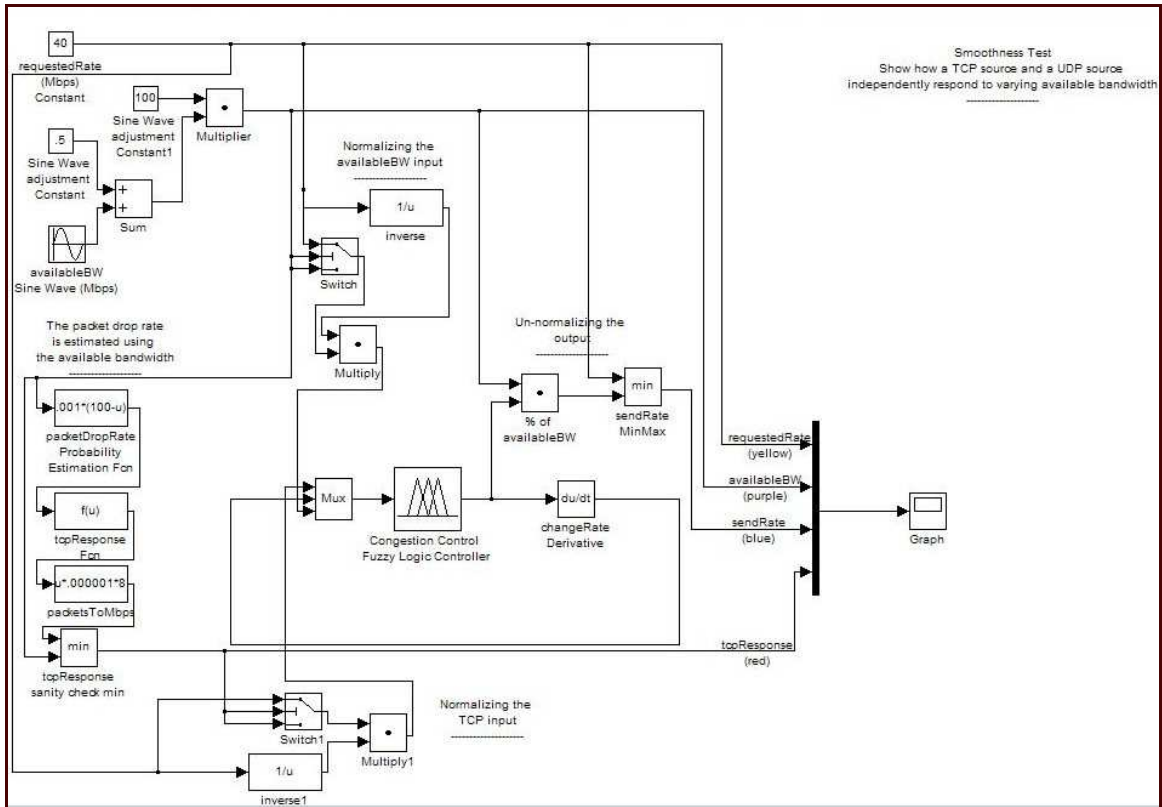 40
requestedRate
(Mbps)
Constant
Smoothness Test
Show how a TCP source and a UDP source
independently respond to varying available bandwidth
--------------------
100
Sine Wave
adjustment
Constant1
Multiplier
.5
Sine Wave
adjustment
Constant
+
+
Sum
availableBW
Sine Wave (Mbps)
Normalizing the
availableBW input
--------------------
1/u
inverse
Switch
Multiply
The packet drop rate
is estimated using
the available bandwidth
--------------------
Un-normalizing the
output
--------------------
% of
availableBW
min
sendRate
MinMax
.001*(100-u)
packetDropRate
Probability
Estimation Fcn
f(u)
tcpResponse
Fcn
u*.000001*8
packetsToMbps
min
tcpResponse
sanity check min
Mux
Congestion Control
Fuzzy Logic Controller
du/dt
changeRate
Derivative
requestedRate
(yellow)
availableBW
(purple)
sendRate
(blue)
tcpResponse
(red)
Graph
Switch1
Multiply1
Normalizing the
TCP input
--------------------
1/u
inverse1